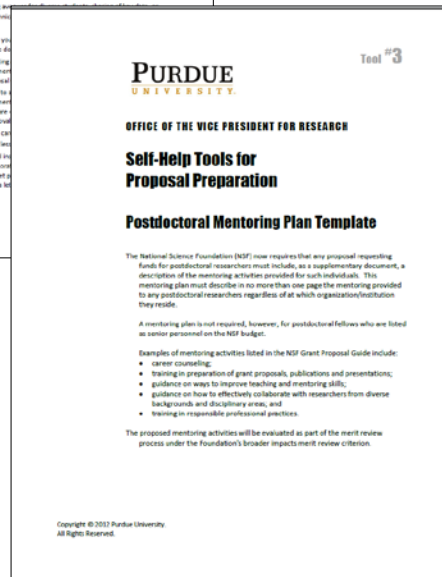 Tool #3
PURDUE
UNIVERSITY.
OFFICE OF THE VICE PRESIDENT FOR RESEARCH
Self-Help Tools for
Proposal Preparation
Postdoctoral Mentoring Plan Template
The National Science Foundation (NSF) now requires that any proposal requesting
funds for postdoctoral researchers must include, as a supplementary document, a
description of the mentoring activities provided for such individuals. This
mentoring plan must describe in no more than one page the mentoring provided
to any postdoctoral researchers regardless of at which organization/institution
they reside.
A mentoring plan is not required, however, for postdoctoral fellows who are listed
as senior personnel on the NSF budget.
Examples of mentoring activities listed in the NSF Grant Proposal Guide include:
• career counseling;
• training in preparation of grant proposals, publications and presentations;
• guidance on ways to improve teaching and mentoring skills;
• guidance on how to effectively collaborate with researchers from diverse
backgrounds and disciplinary areas; and
• training in responsible professional practices.
The proposed mentoring activities will be evaluated as part of the merit review
process under the Foundation's broader impacts merit review criterion.
Copyright © 2012 Purdue University.
All Rights Reserved.